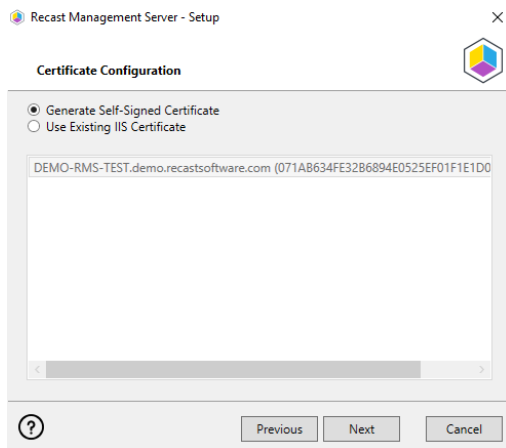 Recast Management Server - Setup
Certificate Configuration
Generate Self-Signed Certificate
Use Existing IIS Certificate
DEMO-RMS-TEST.demo.recastsoftware.com (071AB634FE32B6894E0525EF01F1E1D0
?
Previous Next Cancel